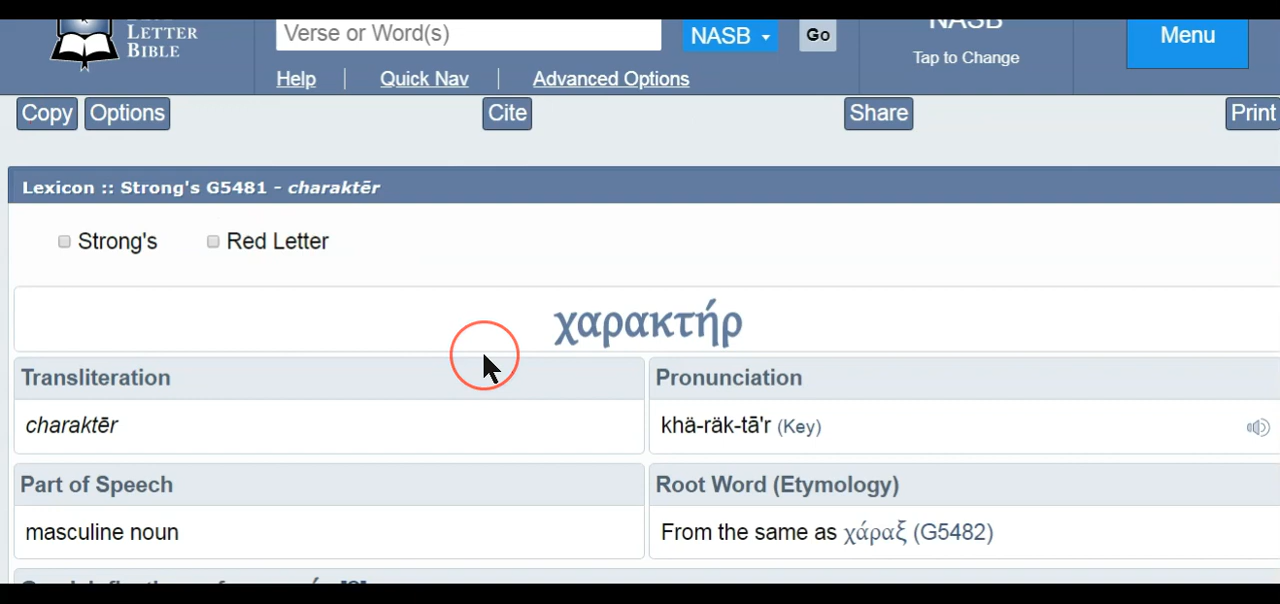 LETTER
BIBLE
Verse or Word(s)
NASB
Go
NASB
Tap to Change
Menu
Help | Quick Nav | Advanced Options
Copy Options Cite Share Print
Lexicon :: Strong's G5481 - charaktēr
Strong's Red Letter
χαρακτήρ
Transliteration
Pronunciation
charaktēr
khä-räk-tā'r (Key)
Part of Speech
Root Word (Etymology)
masculine noun
From the same as χάραξ (G5482)